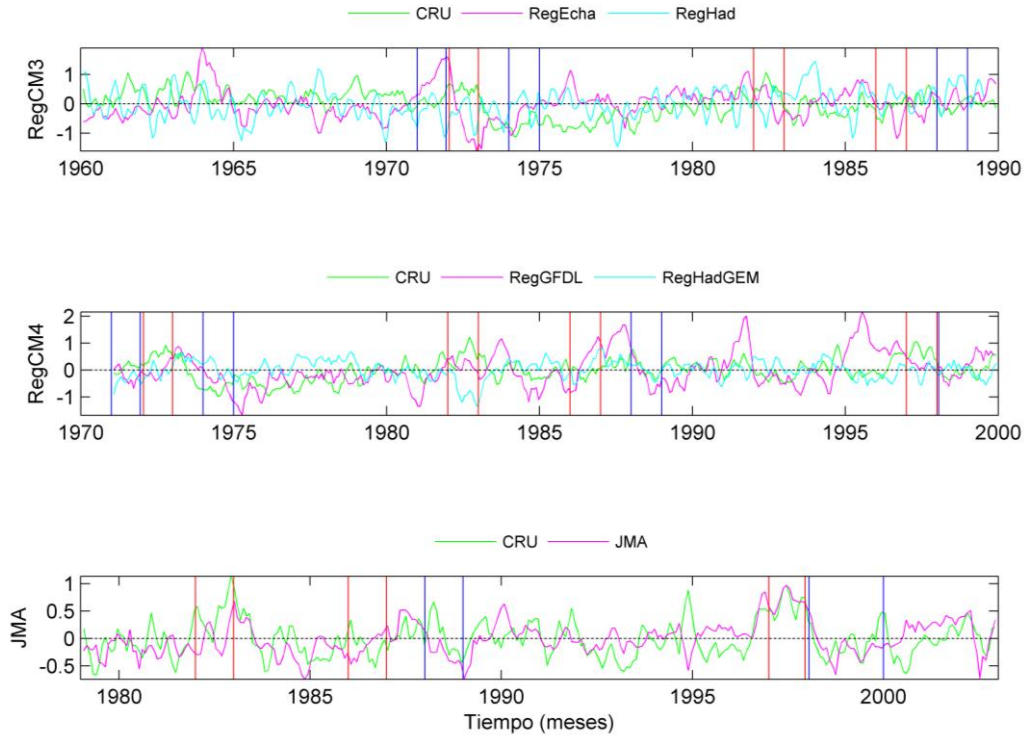 CRU RegEcha RegHad
RegCM3
1
0
-1
1960 1965 1970 1975 1980 1985 1990
CRU RegGFDL RegHadGEM
RegCM4
2
1
0
-1
1970 1975 1980 1985 1990 1995 2000
CRU JMA
JMA
1
0.5
0
-0.5
1980 1985 1990 1995 2000
Tiempo (meses)